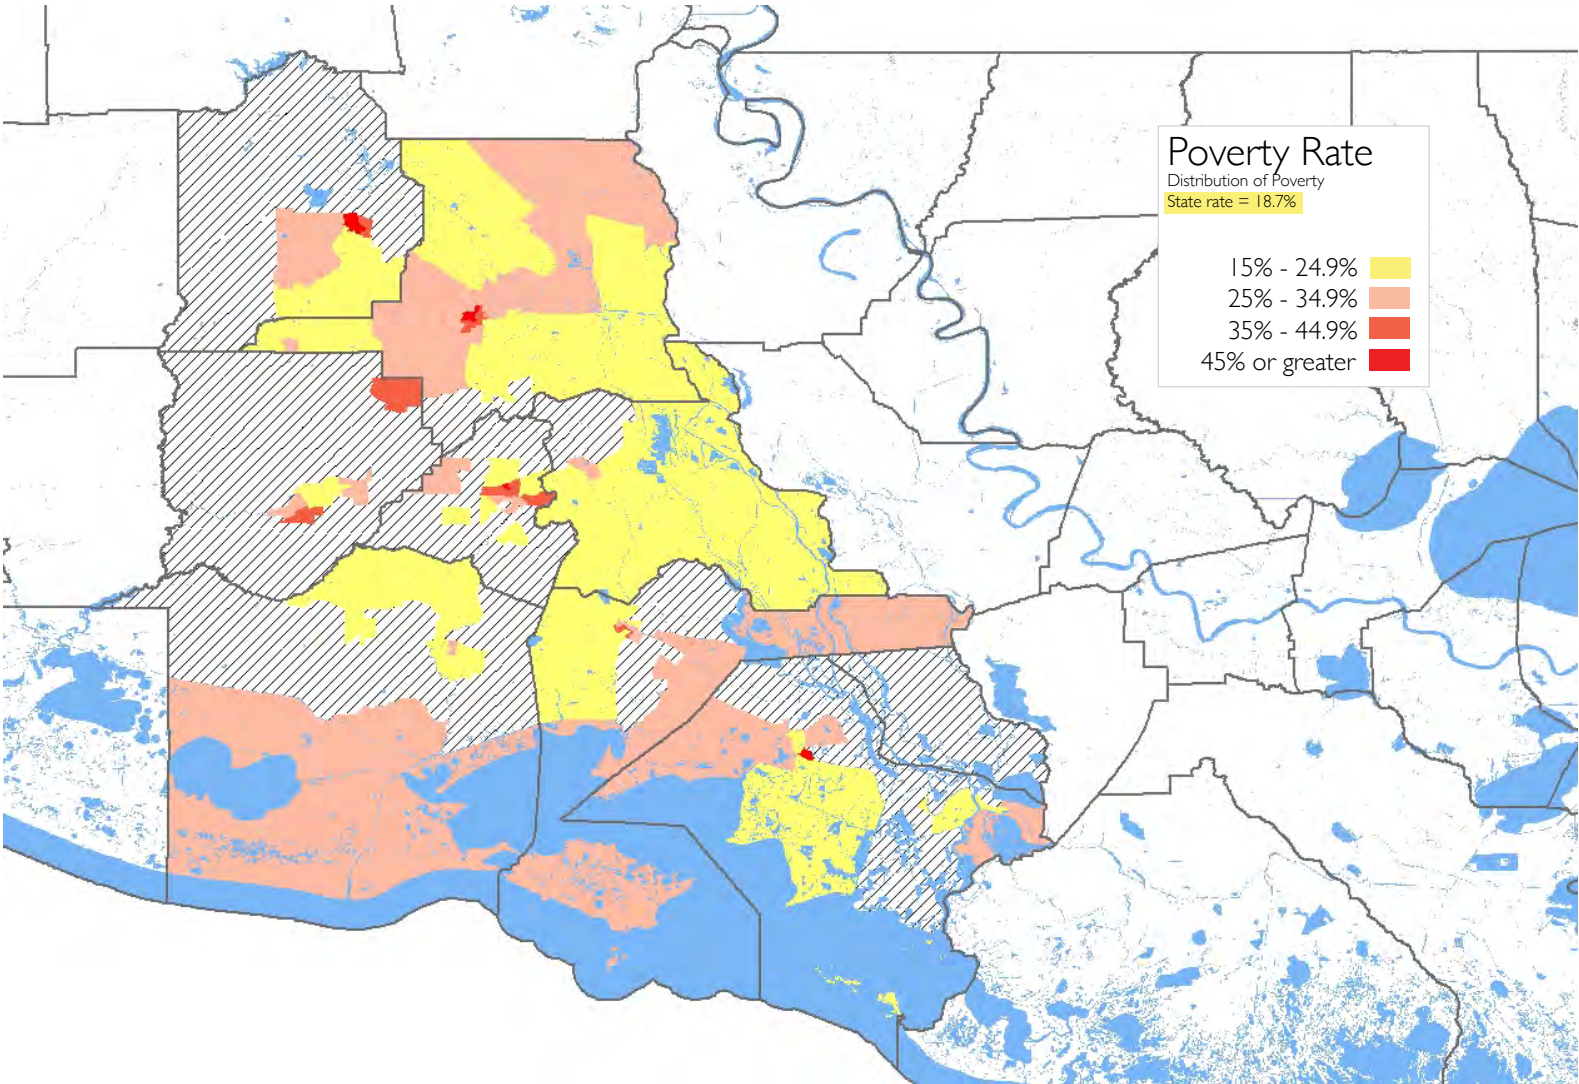 Poverty Rate
Distribution of Poverty
State rate = 18.7%
15% - 24.9%
25% - 34.9%
35% - 44.9%
45% or greater